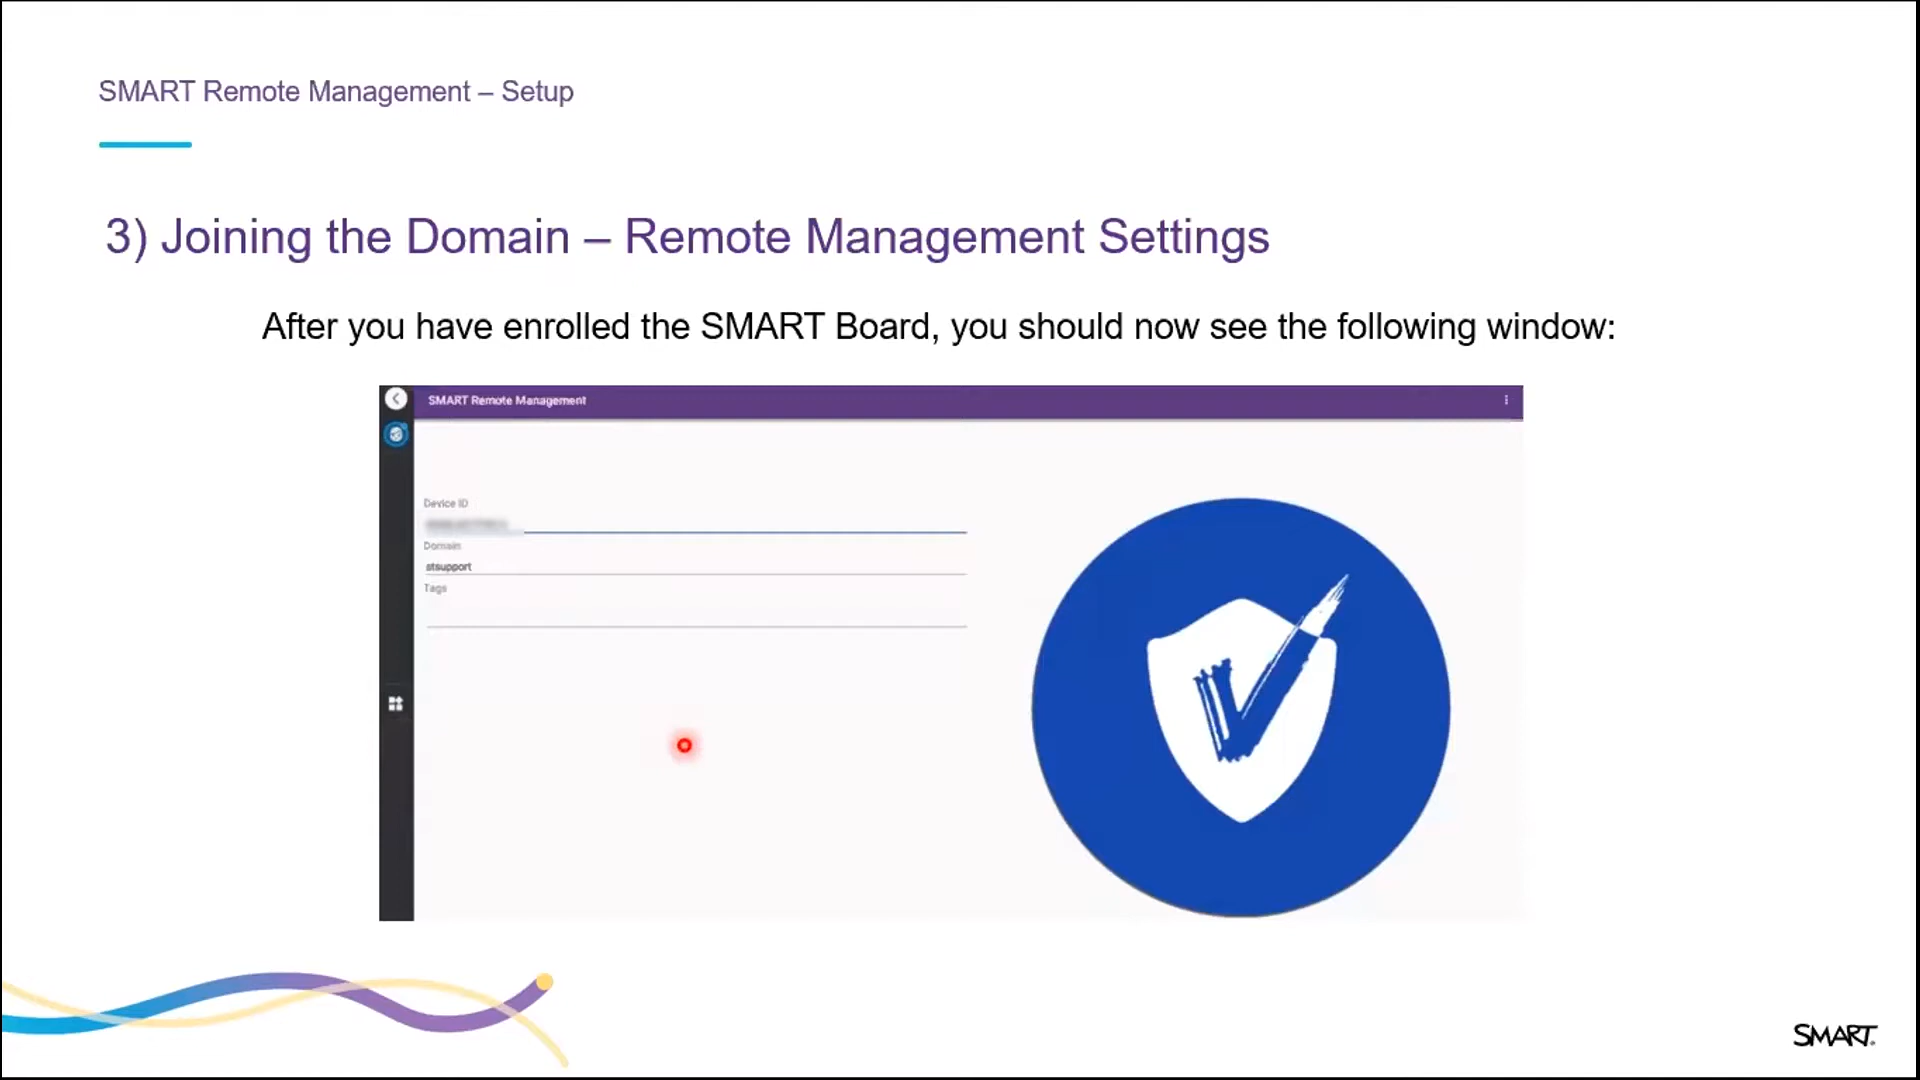 SMART Remote Management – Setup
3) Joining the Domain – Remote Management Settings
After you have enrolled the SMART Board, you should now see the following window:
SMART Remote Management
Device ID
Domain
stsupport
Tags
SMART